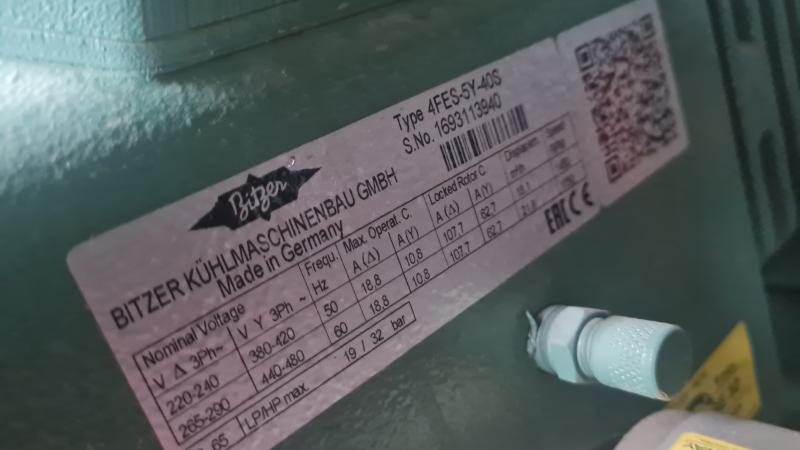 Bitzer
BITZER KÜHLMASCHINENBAU GMBH
Made in Germany
Type 4FES-5Y-40S
S.No. 1693113940
Nominal Voltage Frequ. Max. Operat. C. Locked Rotor C. Displacem. Speed
V Δ 3Ph~ V Y 3Ph ~ Hz A (Δ) A (Y) A (Δ) A (Y) m³/h
220-240 380-420 50 18.8 10.8 107.7 62.7 18.1
265-290 440-480 60 18.8 10.8 107.7 62.7
65 LP/HP max. 19 / 32 bar
EAC CE